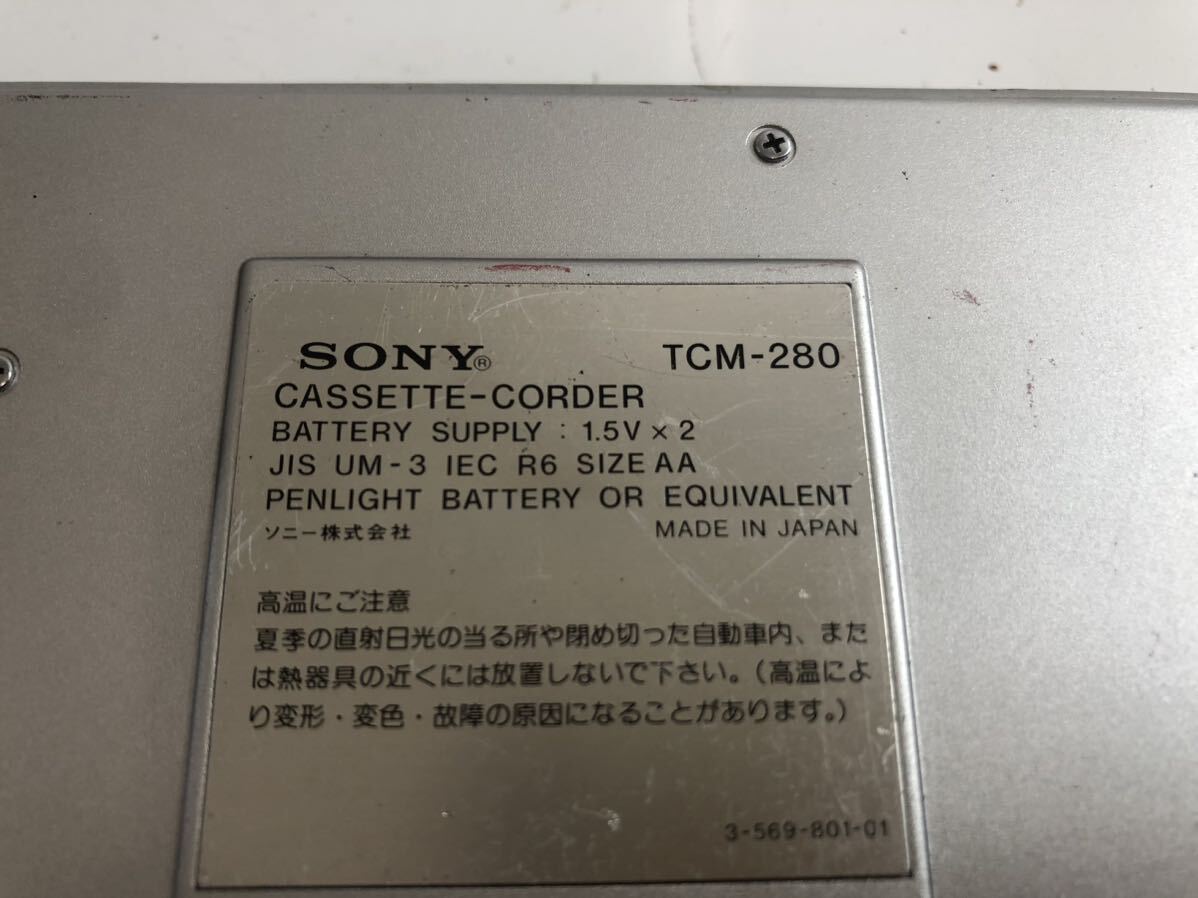 SONY® TCM-280
CASSETTE-CORDER
BATTERY SUPPLY : 1.5V × 2
JIS UM-3 IEC R6 SIZE AA
PENLIGHT BATTERY OR EQUIVALENT
ソニー株式会社 MADE IN JAPAN
高温にご注意
夏季の直射日光の当る所や閉め切った自動車内、また
は熱器具の近くには放置しないで下さい。(高温によ
り変形・変色・故障の原因になることがあります。)
3-569-801-01